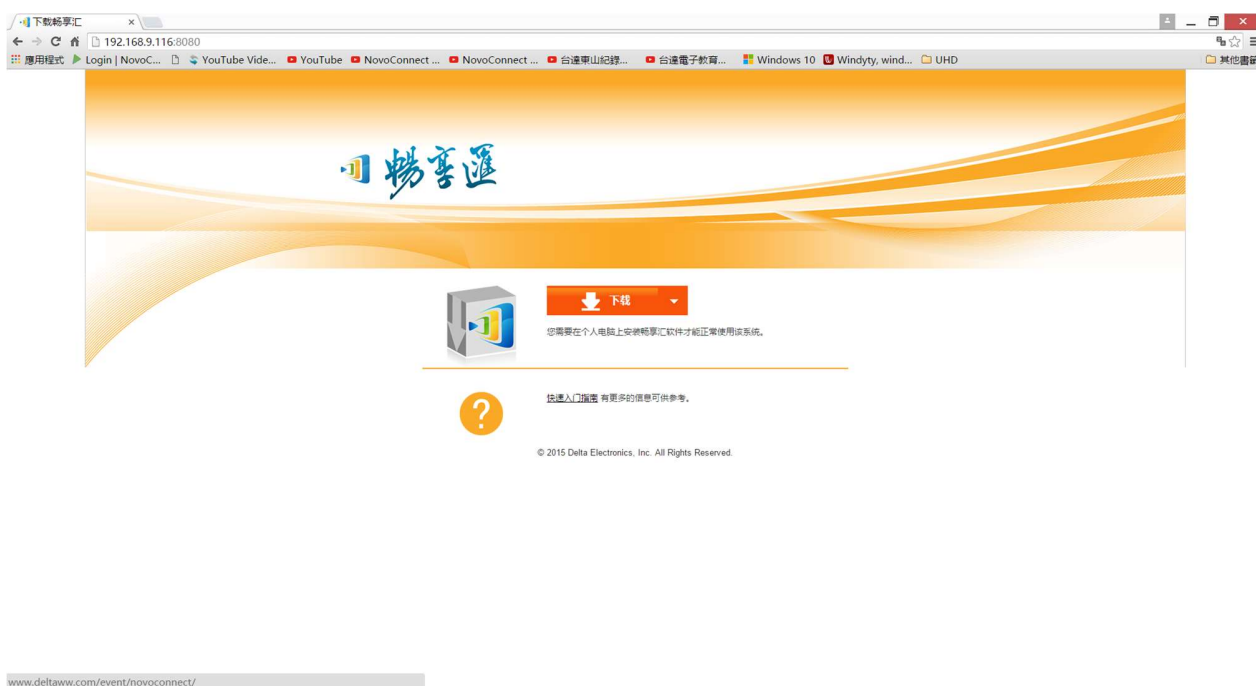 下载畅享汇
192.168.9.116:8080
應用程式 Login | NovoC... YouTube Vide... YouTube NovoConnect ... NovoConnect ... 台達東山紀錄... 台達電子教育... Windows 10 Windyty, wind... UHD 其他書籤
暢享匯
下载
您需要在个人电脑上安装畅享汇软件才能正常使用该系统。
快速入门指南 有更多的信息可供参考。
© 2015 Delta Electronics, Inc. All Rights Reserved.
www.deltaww.com/event/novoconnect/